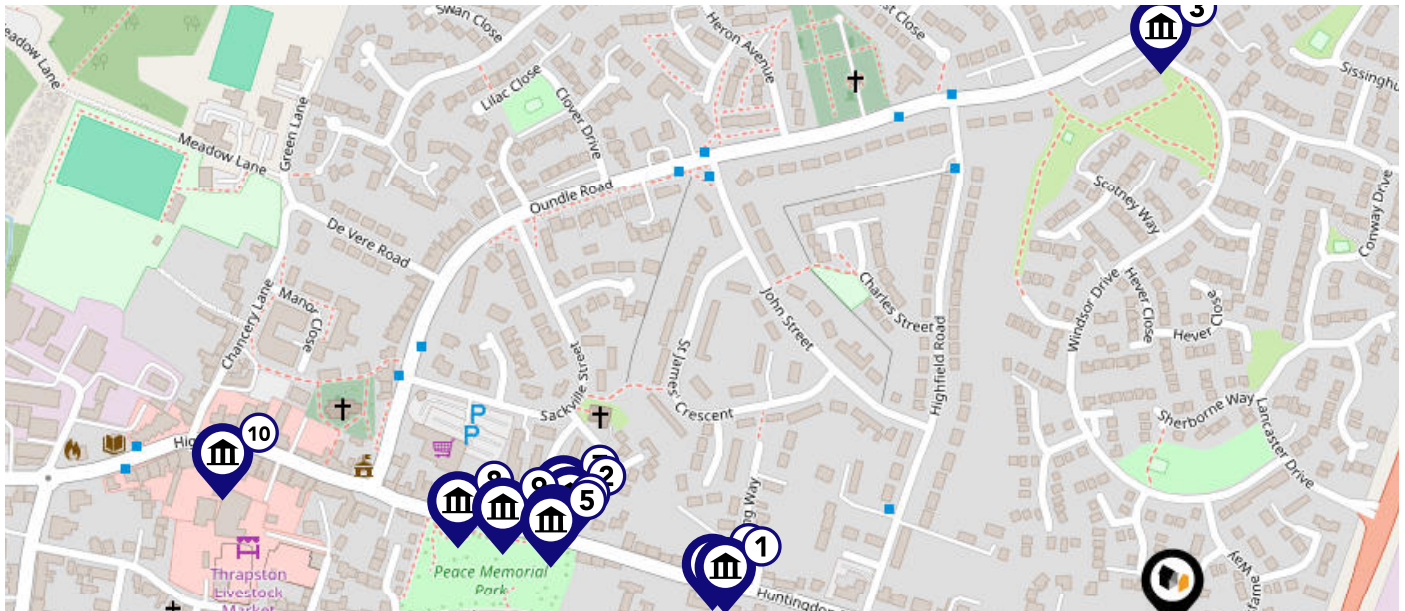 Swan Close
Heron Avenue
3
Meadow Lane
Lilac Close
Clover Drive
Green Lane
Meadow Lane
Oundle Road
De Vere Road
Scotney Way
Conway Drive
Charles Street
John Street
Windsor Drive
Hever Close
Hever Close
Manor Close
Chancery Lane
Sackville Street
St James' Crescent
Highfield Road
Sherborne Way
Lancaster Drive
P
P
10
8
9
2
5
1
Peace Memorial
Park
Thrapston
Livestock
Market